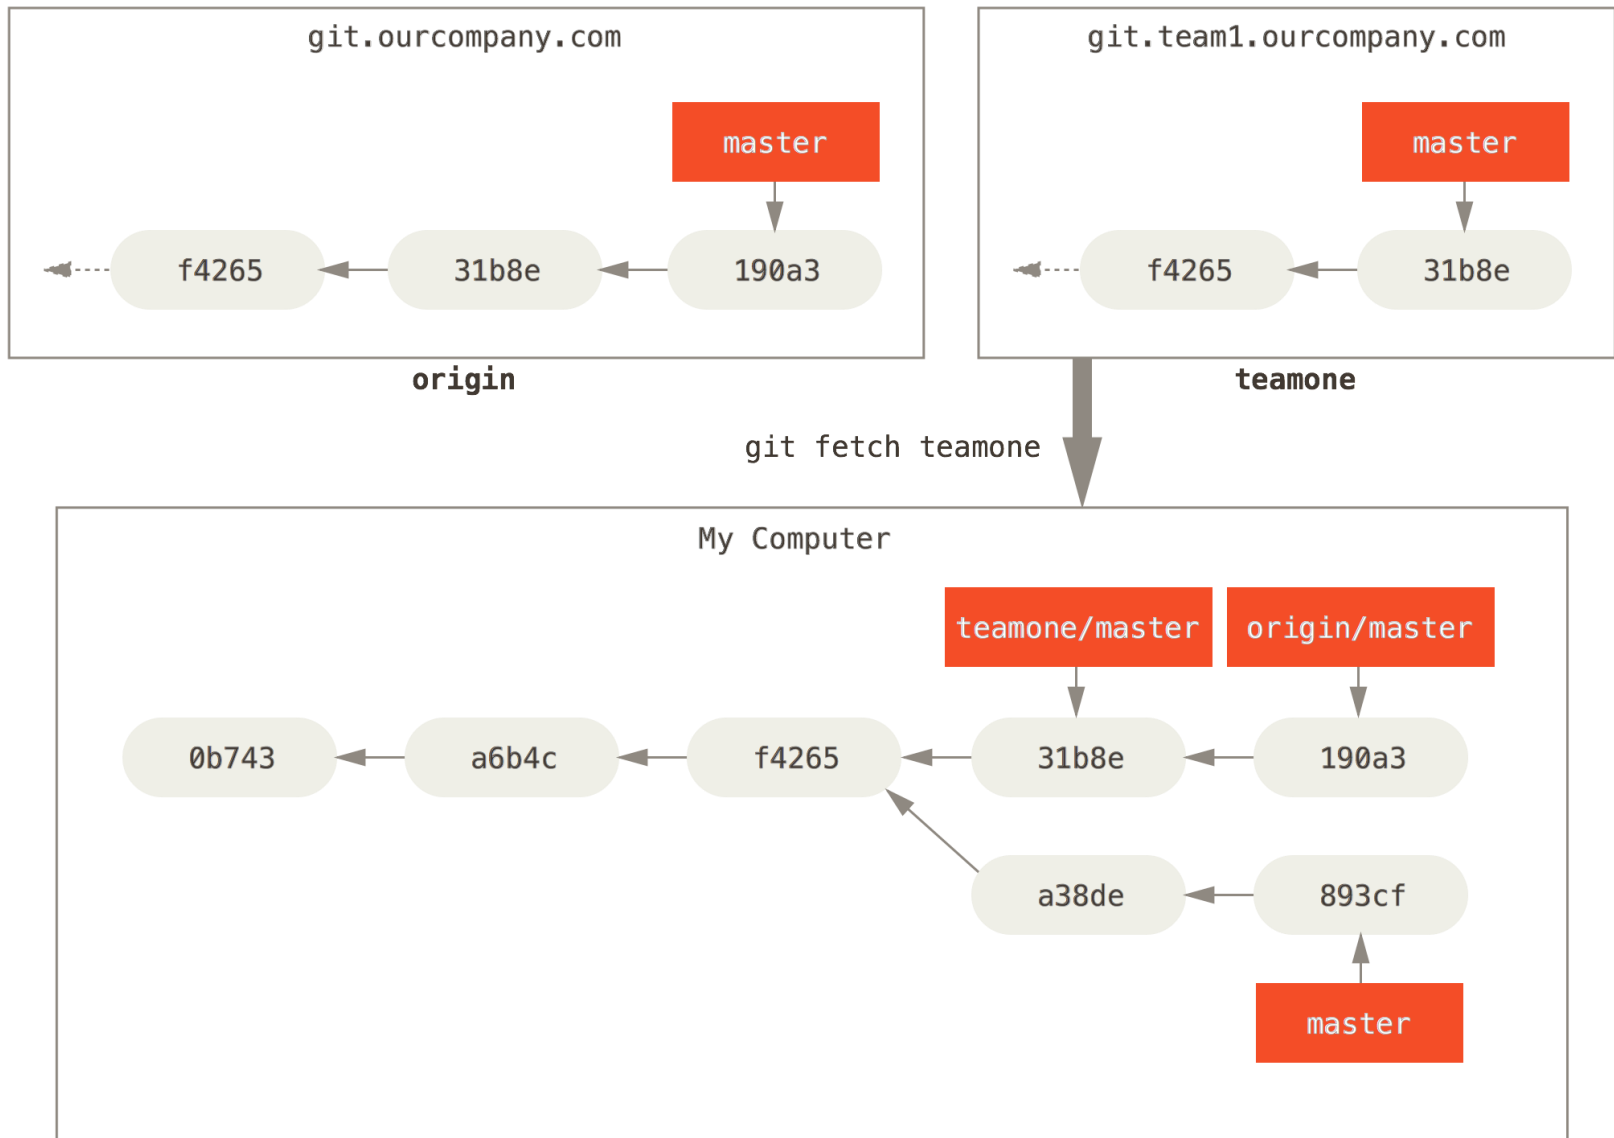 git.ourcompany.com
master
f4265
31b8e
190a3
origin
git.team1.ourcompany.com
master
f4265
31b8e
teamone
git fetch teamone
My Computer
teamone/master
origin/master
0b743
a6b4c
f4265
31b8e
190a3
a38de
893cf
master